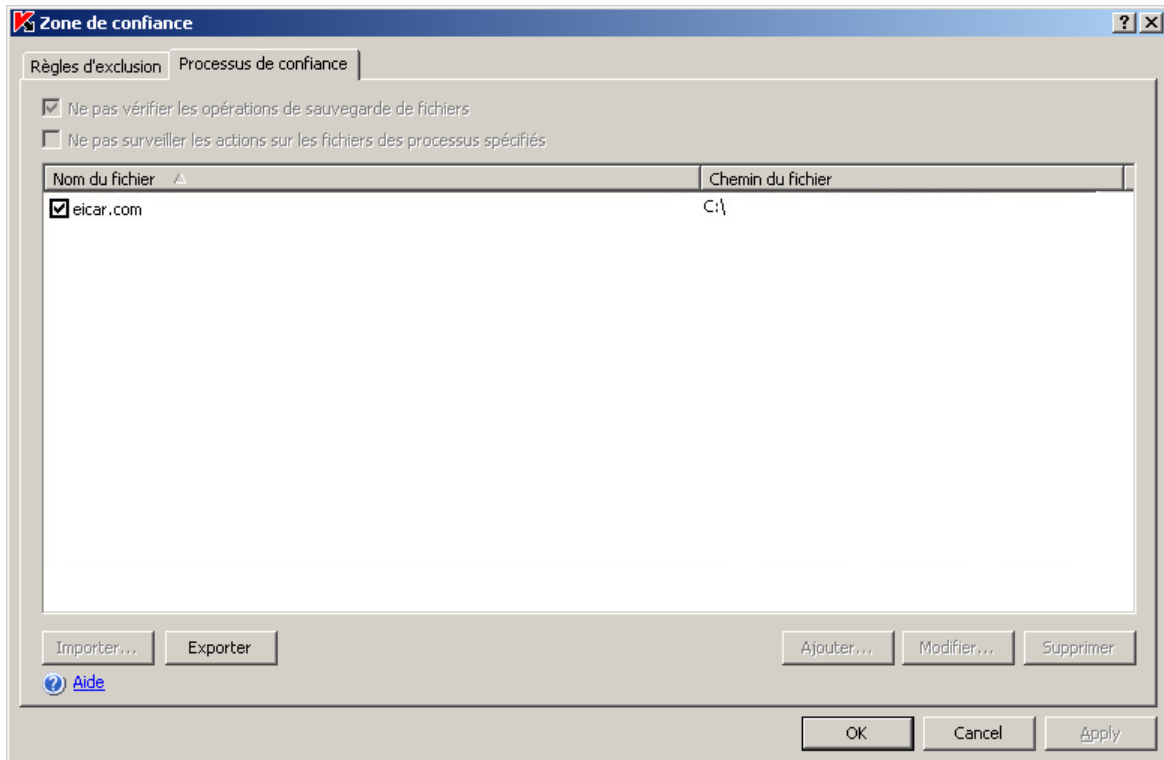 Zone de confiance
Règles d'exclusion Processus de confiance
Ne pas vérifier les opérations de sauvegarde de fichiers
Ne pas surveiller les actions sur les fichiers des processus spécifiés
Nom du fichier Chemin du fichier
eicar.com C:\
Importer... Exporter Ajouter... Modifier... Supprimer
Aide
OK Cancel Apply